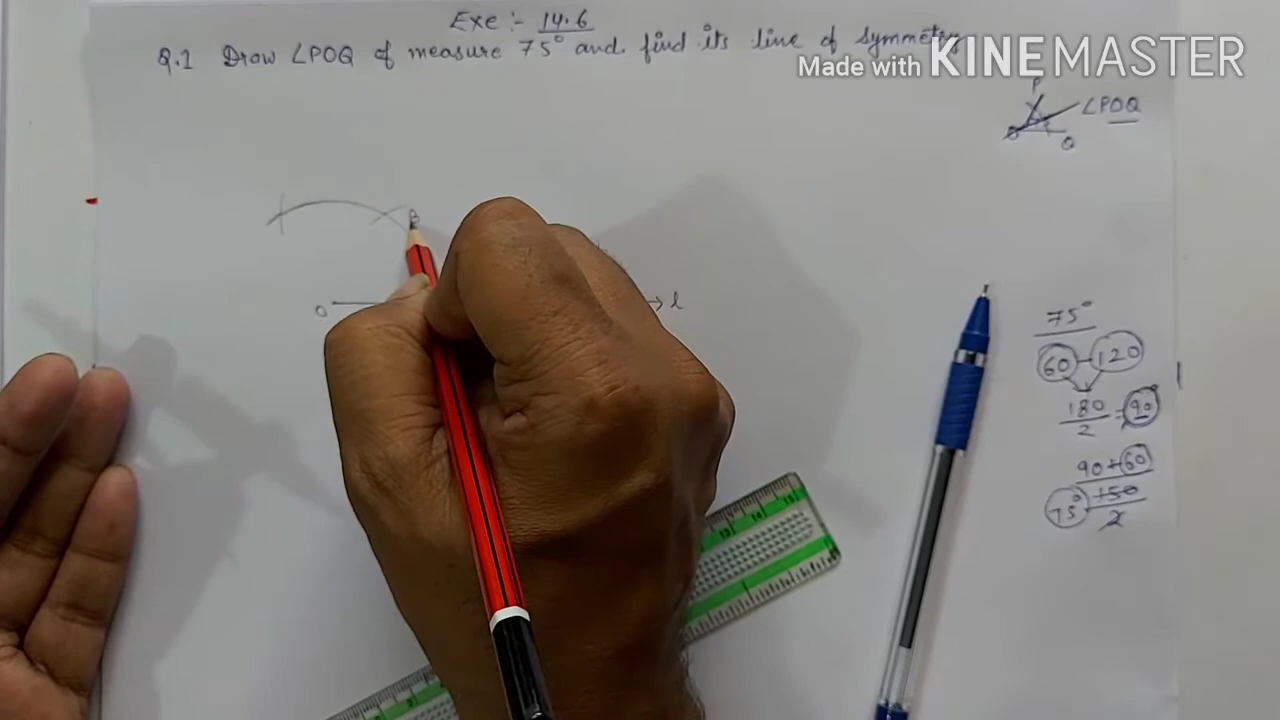 Exe :- 14.6
Q.1 Draw ∠POQ of measure 75° and find its line of symmetry
Made with KINEMASTER
P
∠POQ
O
Q
B
O
l
75°
60 - 120
180
2
= 90
90+60
75°
150
2